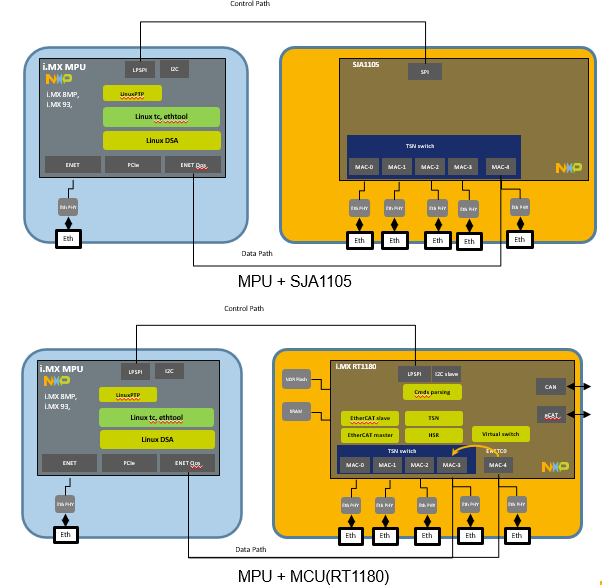 Control Path
i.MX MPU
NXP
i.MX 8MP,
i.MX 93,
LPSPI
I2C
LinuxPTP
Linux tc, ethtool
Linux DSA
ENET
PCIe
ENET Qos
Eth PHY
Eth
SJA1105
SPI
TSN switch
MAC-0
MAC-1
MAC-2
MAC-3
MAC-4
NXP
Eth PHY
Eth PHY
Eth PHY
Eth PHY
Eth PHY
Eth
Eth
Eth
Eth
Eth
Data Path
MPU + SJA1105
Control Path
i.MX MPU
NXP
i.MX 8MP,
i.MX 93,
LPSPI
I2C
LinuxPTP
Linux tc, ethtool
Linux DSA
ENET
PCIe
ENET Qos
Eth PHY
Eth
NOR Flash
SRAM
i.MX RT1180
LPSPI
I2C slave
Cmds parsing
CAN
eCAT
EtherCAT slave
TSN
EtherCAT master
HSR
Virtual switch
TSN switch
MAC-0
MAC-1
MAC-2
MAC-3
MAC-4
NXP
Eth PHY
Eth PHY
Eth PHY
Eth PHY
Eth PHY
Eth
Eth
Eth
Eth
Eth
Data Path
MPU + MCU(RT1180)